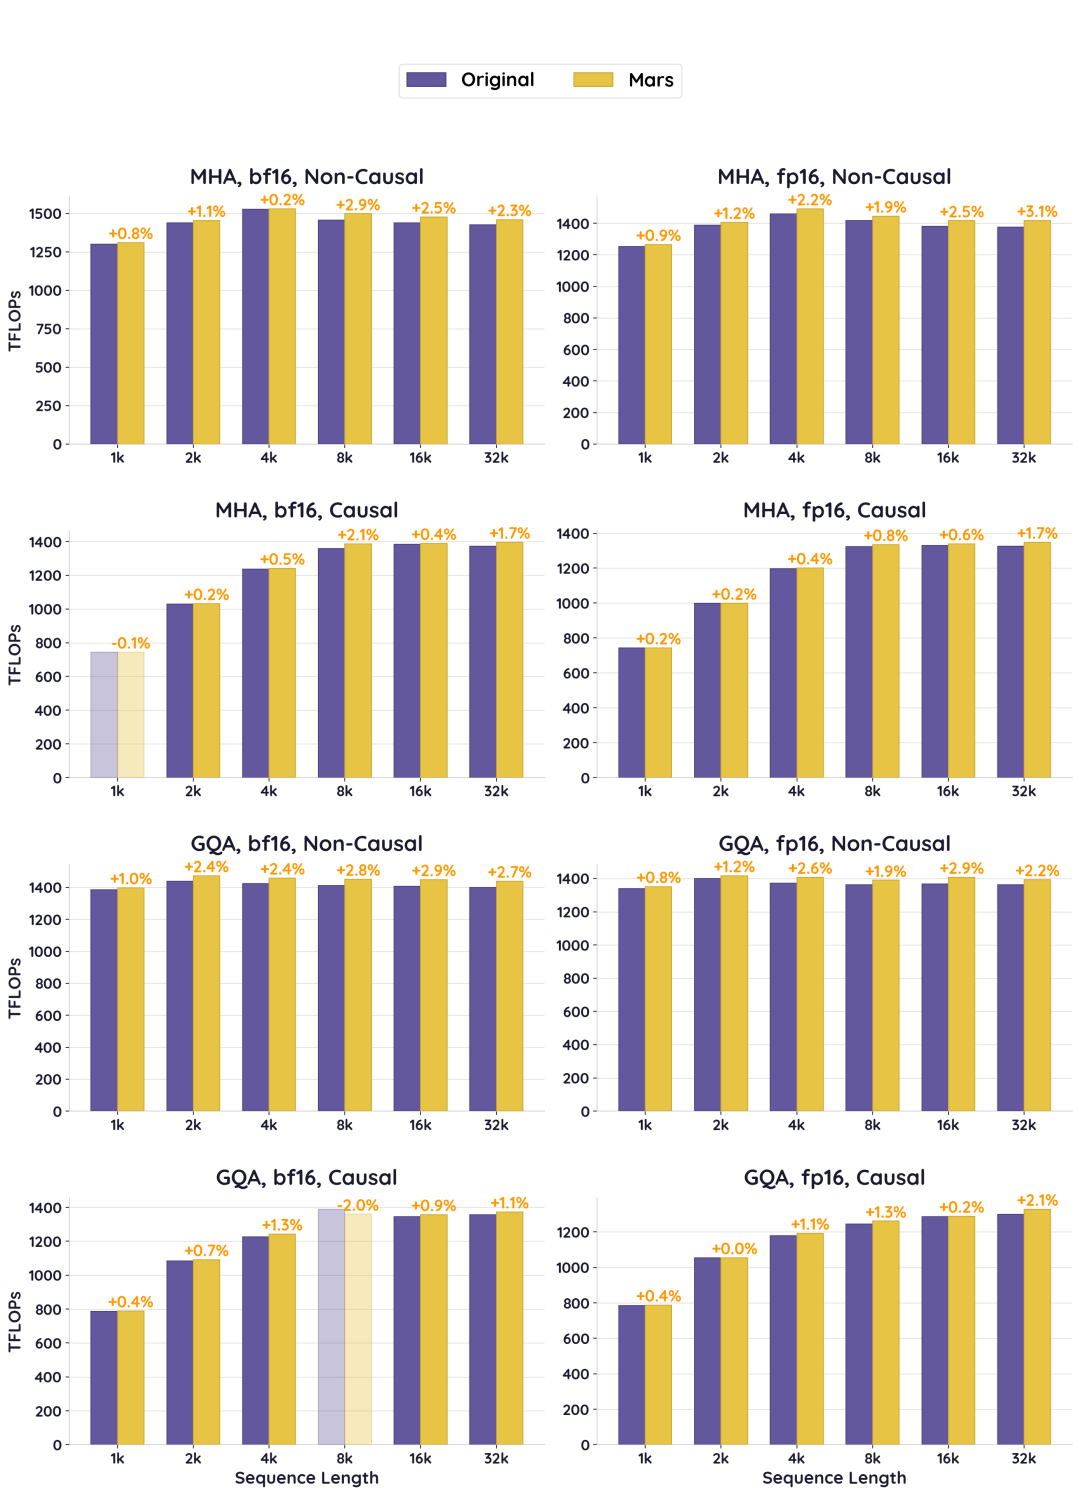 Original Mars
MHA, bf16, Non-Causal
+0.8% +1.1% +0.2% +2.9% +2.5% +2.3%
1500
1250
1000
750
500
250
0
TFLOPs
1k 2k 4k 8k 16k 32k
MHA, fp16, Non-Causal
+0.9% +1.2% +2.2% +1.9% +2.5% +3.1%
1400
1200
1000
800
600
400
200
0
1k 2k 4k 8k 16k 32k
MHA, bf16, Causal
-0.1% +0.2% +0.5% +2.1% +0.4% +1.7%
1400
1200
1000
800
600
400
200
0
TFLOPs
1k 2k 4k 8k 16k 32k
MHA, fp16, Causal
+0.2% +0.2% +0.4% +0.8% +0.6% +1.7%
1400
1200
1000
800
600
400
200
0
1k 2k 4k 8k 16k 32k
GQA, bf16, Non-Causal
+1.0% +2.4% +2.4% +2.8% +2.9% +2.7%
1400
1200
1000
800
600
400
200
0
TFLOPs
1k 2k 4k 8k 16k 32k
GQA, fp16, Non-Causal
+0.8% +1.2% +2.6% +1.9% +2.9% +2.2%
1400
1200
1000
800
600
400
200
0
1k 2k 4k 8k 16k 32k
GQA, bf16, Causal
+0.4% +0.7% +1.3% -2.0% +0.9% +1.1%
1400
1200
1000
800
600
400
200
0
TFLOPs
1k 2k 4k 8k 16k 32k
Sequence Length
GQA, fp16, Causal
+0.4% +0.0% +1.1% +1.3% +0.2% +2.1%
1200
1000
800
600
400
200
0
1k 2k 4k 8k 16k 32k
Sequence Length